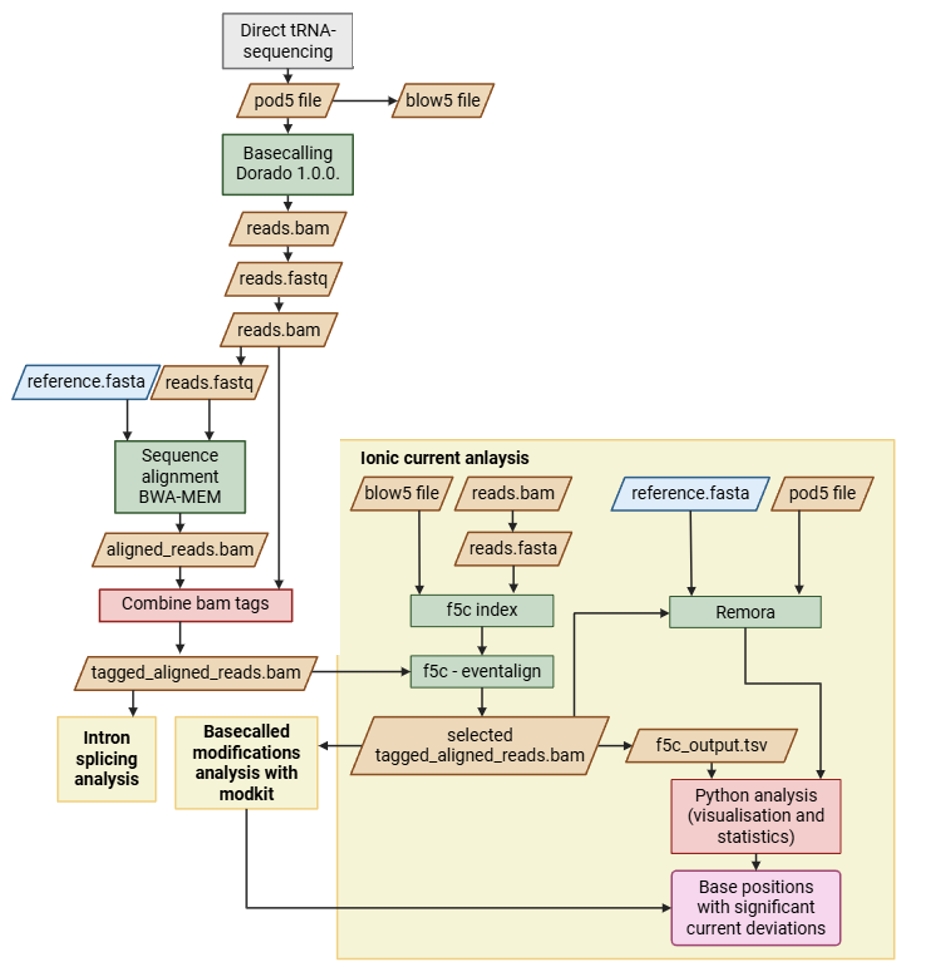 Direct tRNA-
sequencing
pod5 file
blow5 file
Basecalling
Dorado 1.0.0.
reads.bam
reads.fastq
reads.bam
reference.fasta
reads.fastq
Sequence
alignment
BWA-MEM
aligned_reads.bam
Combine bam tags
tagged_aligned_reads.bam
Intron
splicing
analysis
Basecalled
modifications
analysis with
modkit
Ionic current anlaysis
blow5 file
reads.bam
reference.fasta
pod5 file
reads.fasta
f5c index
Remora
f5c - eventalign
selected
tagged_aligned_reads.bam
f5c_output.tsv
Python analysis
(visualisation and
statistics)
Base positions
with significant
current deviations